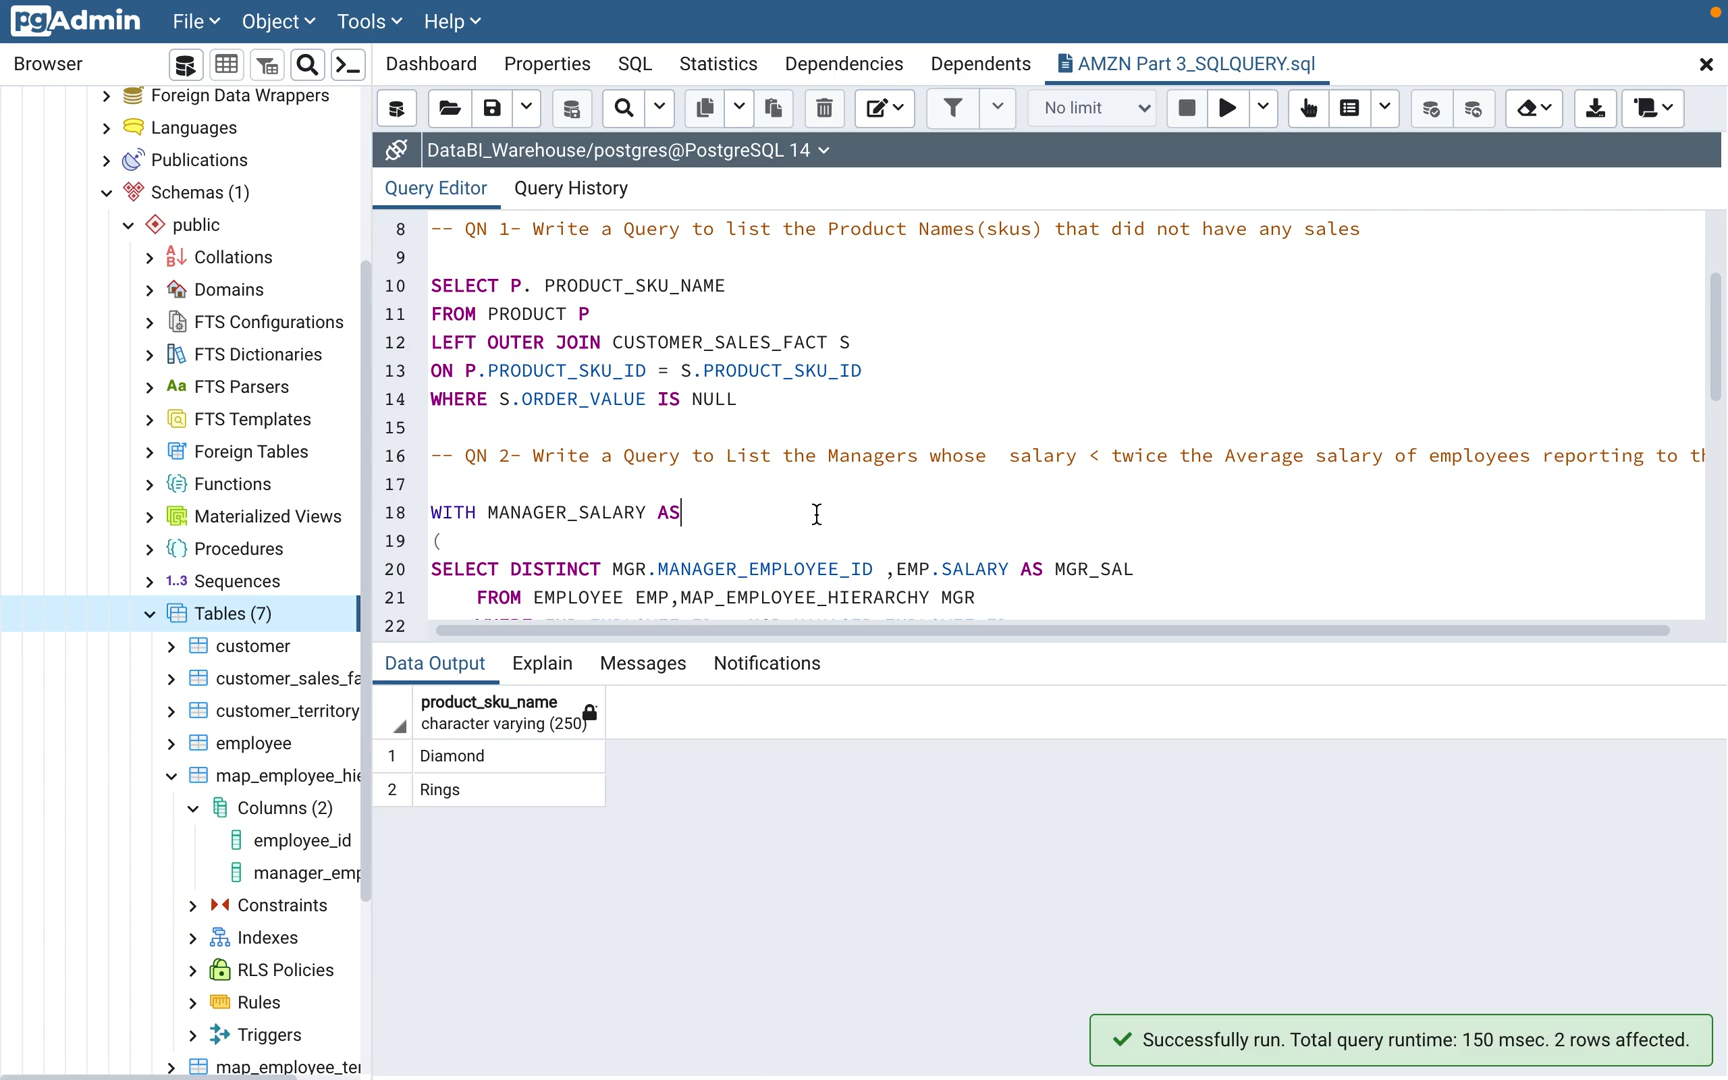 pgAdmin File Object Tools Help
Browser
Dashboard Properties SQL Statistics Dependencies Dependents AMZN Part 3_SQLQUERY.sql
No limit
DataBI_Warehouse/postgres@PostgreSQL 14
Query Editor Query History
Foreign Data Wrappers
Languages
Publications
Schemas (1)
public
Collations
Domains
FTS Configurations
FTS Dictionaries
Aa FTS Parsers
FTS Templates
Foreign Tables
Functions
Materialized Views
Procedures
1..3 Sequences
Tables (7)
customer
customer_sales_fa
customer_territory
employee
map_employee_hie
Columns (2)
employee_id
manager_emp
Constraints
Indexes
RLS Policies
Rules
Triggers
map_employee_ter
8 -- QN 1- Write a Query to list the Product Names(skus) that did not have any sales
9
10 SELECT P. PRODUCT_SKU_NAME
11 FROM PRODUCT P
12 LEFT OUTER JOIN CUSTOMER_SALES_FACT S
13 ON P.PRODUCT_SKU_ID = S.PRODUCT_SKU_ID
14 WHERE S.ORDER_VALUE IS NULL
15
16 -- QN 2- Write a Query to List the Managers whose  salary < twice the Average salary of employees reporting to th
17
18 WITH MANAGER_SALARY AS
19 (
20 SELECT DISTINCT MGR.MANAGER_EMPLOYEE_ID ,EMP.SALARY AS MGR_SAL
21 FROM EMPLOYEE EMP,MAP_EMPLOYEE_HIERARCHY MGR
22
Data Output Explain Messages Notifications
product_sku_name
character varying (250)
1 Diamond
2 Rings
Successfully run. Total query runtime: 150 msec. 2 rows affected.